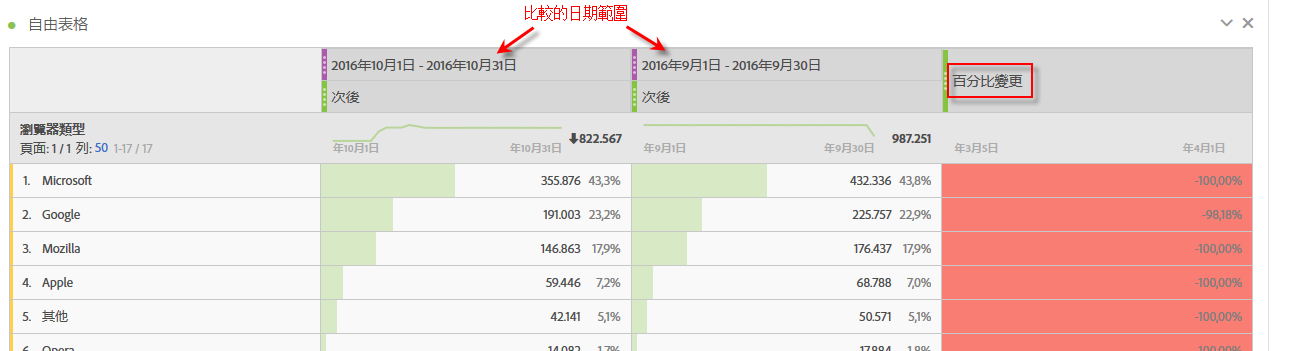 比較的日期範圍
自由表格
2016年10月1日 - 2016年10月31日 2016年9月1日 - 2016年9月30日
次後 次後 百分比變更
瀏覽器類型
頁面: 1 / 1 列: 50 1-17 / 17
年10月1日 年10月31日 822.567 年9月1日 年9月30日 987.251 年3月5日 年4月1日
1. Microsoft 355.876 43,3% 432.336 43,8% -100,00%
2. Google 191.003 23,2% 225.757 22,9% -98,18%
3. Mozilla 146.863 17,9% 176.437 17,9% -100,00%
4. Apple 59.446 7,2% 68.788 7,0% -100,00%
5. 其他 42.141 5,1% 50.571 5,1% -100,00%
6. Opera 14.082 1,7% 17.884 1,8% -100,00%